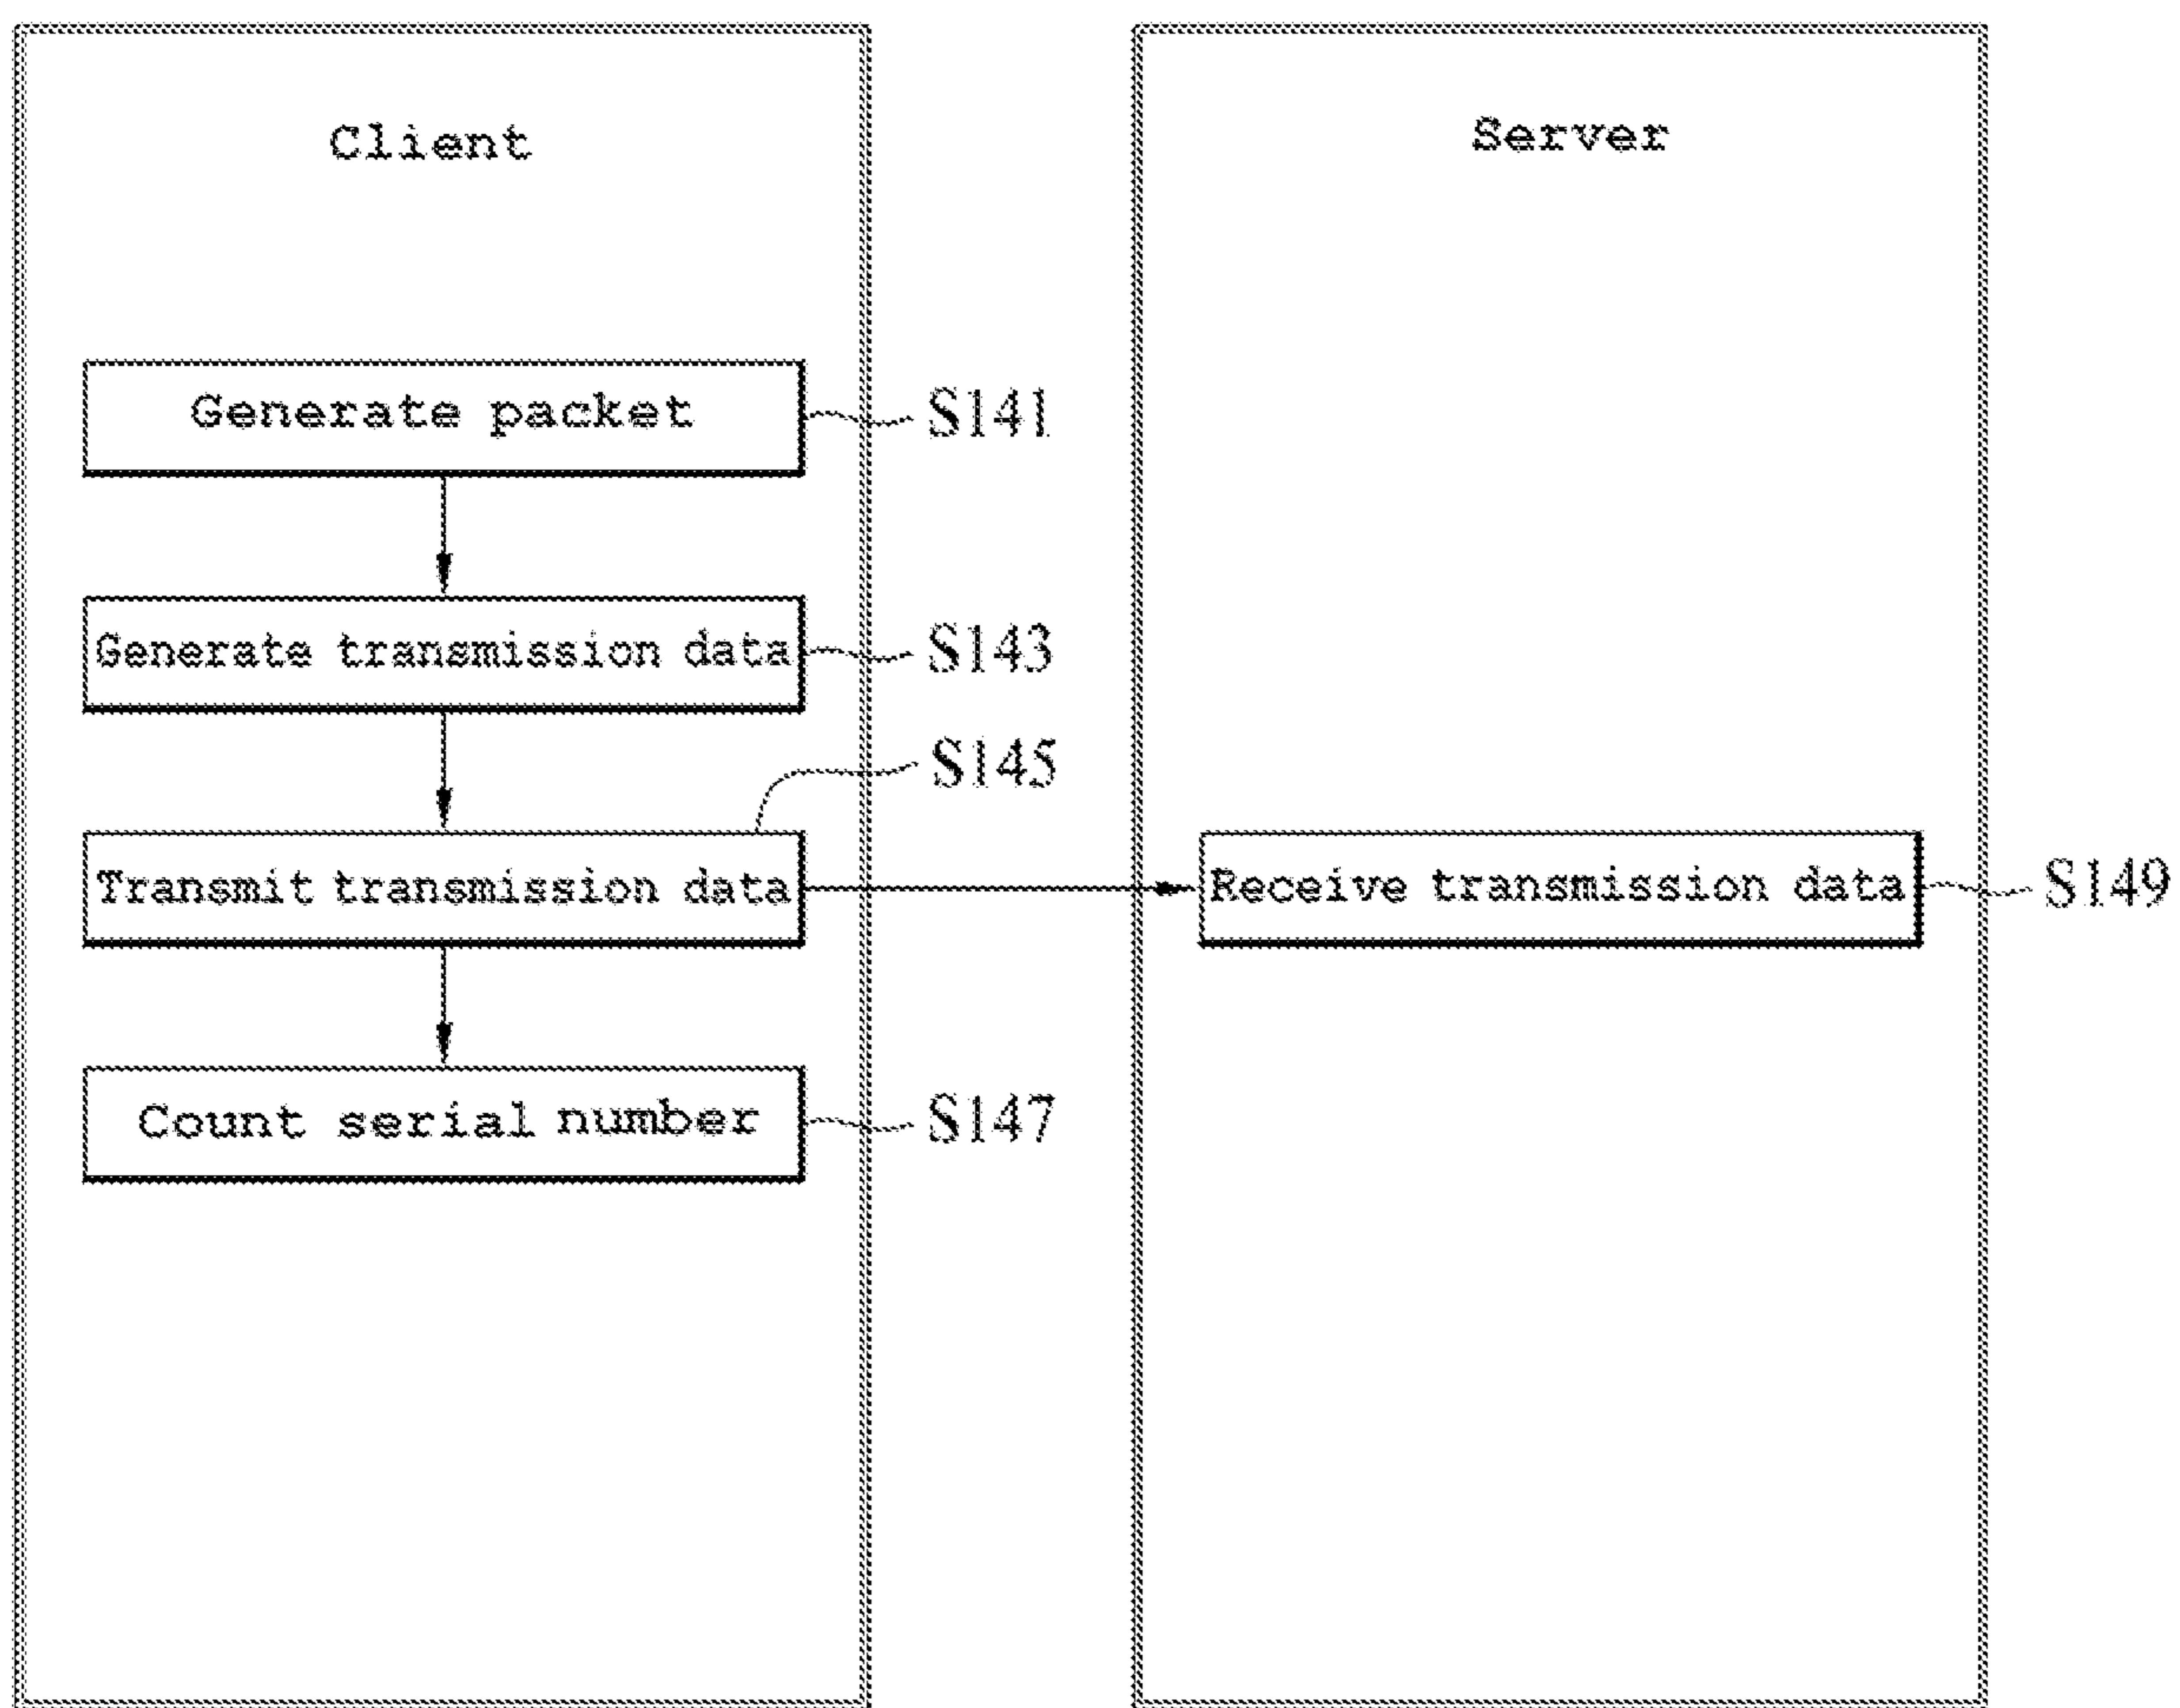 Client
Server
Generate packet
S141
Generate transmission data
S143
S145
Transmit transmission data
Receive transmission data
S149
Count serial number
S147